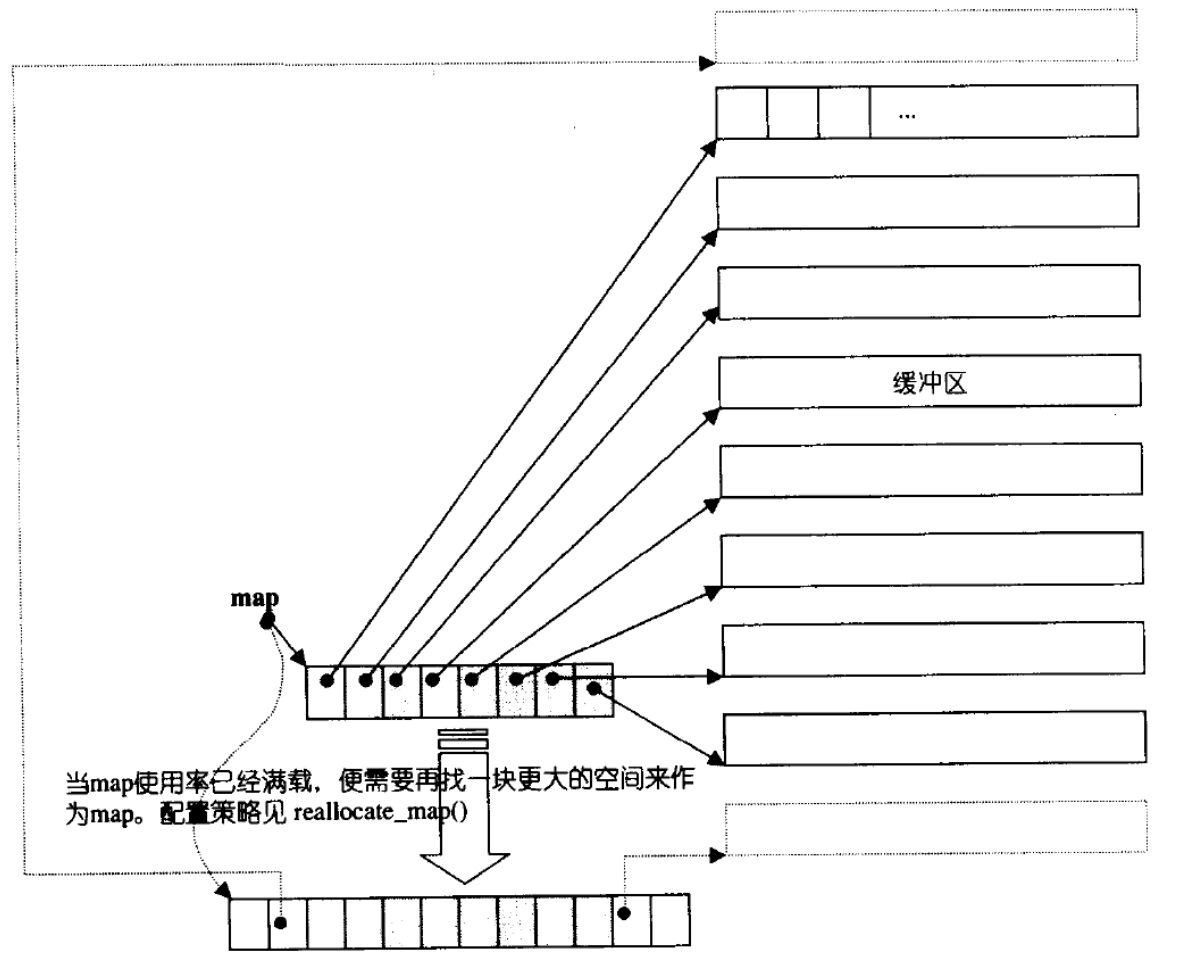 ...
缓冲区
map
当map使用率已经满载，便需要再找一块更大的空间来作
为map。配置策略见 reallocate_map()